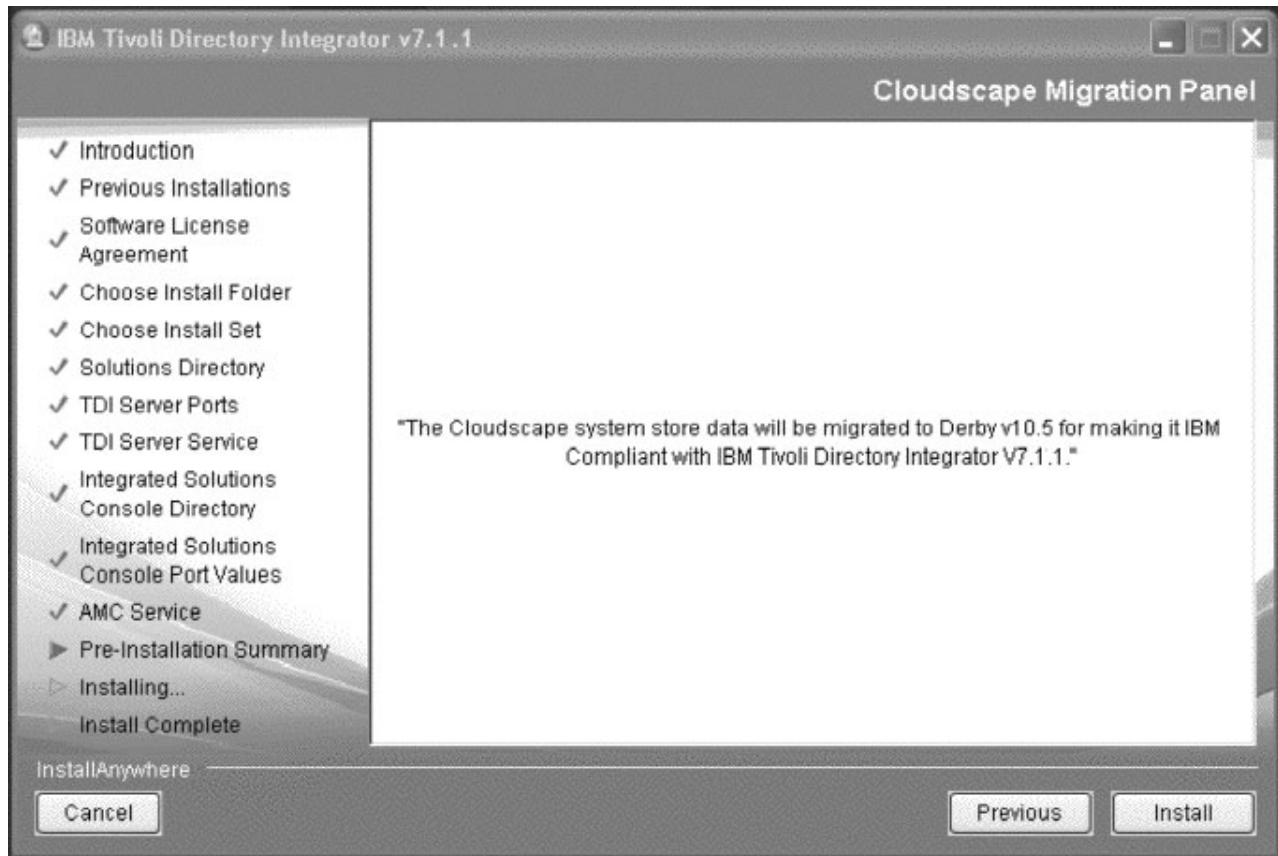 IBM Tivoli Directory Integrator v7.1.1
Cloudscape Migration Panel
Introduction
Previous Installations
Software License
Agreement
Choose Install Folder
Choose Install Set
Solutions Directory
TDI Server Ports
TDI Server Service
Integrated Solutions
Console Directory
Integrated Solutions
Console Port Values
AMC Service
Pre-Installation Summary
Installing...
Install Complete
"The Cloudscape system store data will be migrated to Derby v10.5 for making it IBM
Compliant with IBM Tivoli Directory Integrator V7.1.1."
InstallAnywhere
Cancel
Previous
Install